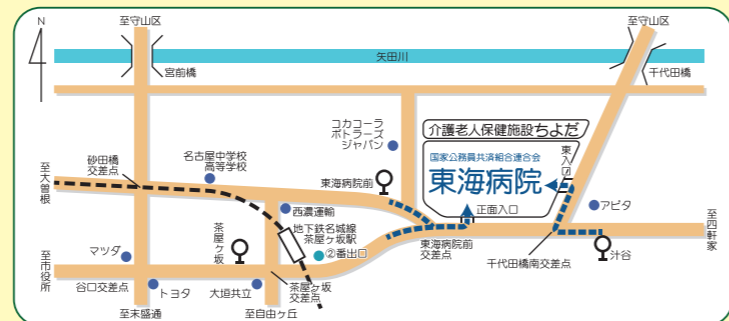 N
至守山区
至守山区
矢田川
宮前橋
千代田橋
コカコーラ
ボトラーズ
ジャパン
介護老人保健施設ちよだ
国家公務員共済組合連合会
東海病院
東入口
正面入口
砂田橋
交差点
名古屋中学校
高等学校
東海病院前
至大曽根
西濃運輸
地下鉄名城線
茶屋ヶ坂駅
②番出口
茶屋ヶ坂
アピタ
至四軒家
東海病院前
交差点
千代田橋南交差点
汁谷
マツダ
至市役所
谷口交差点
トヨタ
大垣共立
茶屋ヶ坂
交差点
至末盛通
至自由ヶ丘